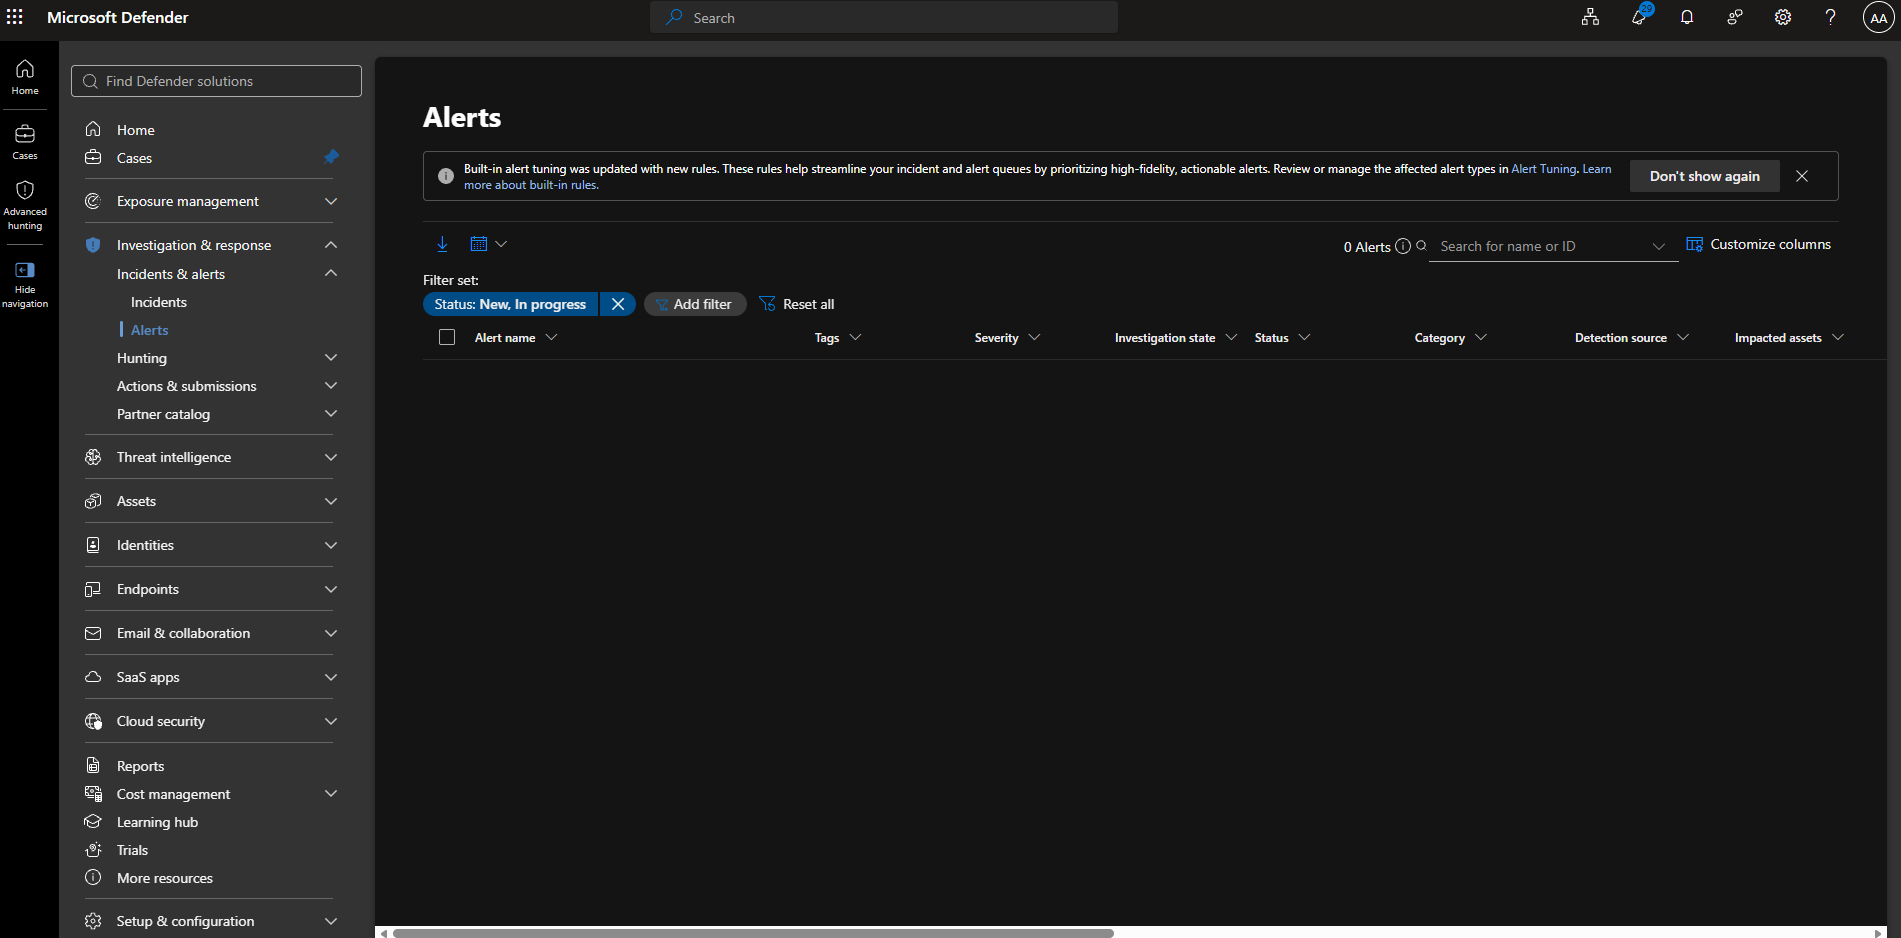 Microsoft Defender
Search
29
AA
Home
Cases
Advanced
hunting
Hide
navigation
Find Defender solutions
Home
Cases
Exposure management
Investigation & response
Incidents & alerts
Incidents
Alerts
Hunting
Actions & submissions
Partner catalog
Threat intelligence
Assets
Identities
Endpoints
Email & collaboration
SaaS apps
Cloud security
Reports
Cost management
Learning hub
Trials
More resources
Setup & configuration
Alerts
Built-in alert tuning was updated with new rules. These rules help streamline your incident and alert queues by prioritizing high-fidelity, actionable alerts. Review or manage the affected alert types in Alert Tuning. Learn
more about built-in rules.
Don't show again
0 Alerts
Search for name or ID
Customize columns
Filter set:
Status: New, In progress
Add filter
Reset all
Alert name Tags Severity Investigation state Status Category Detection source Impacted assets